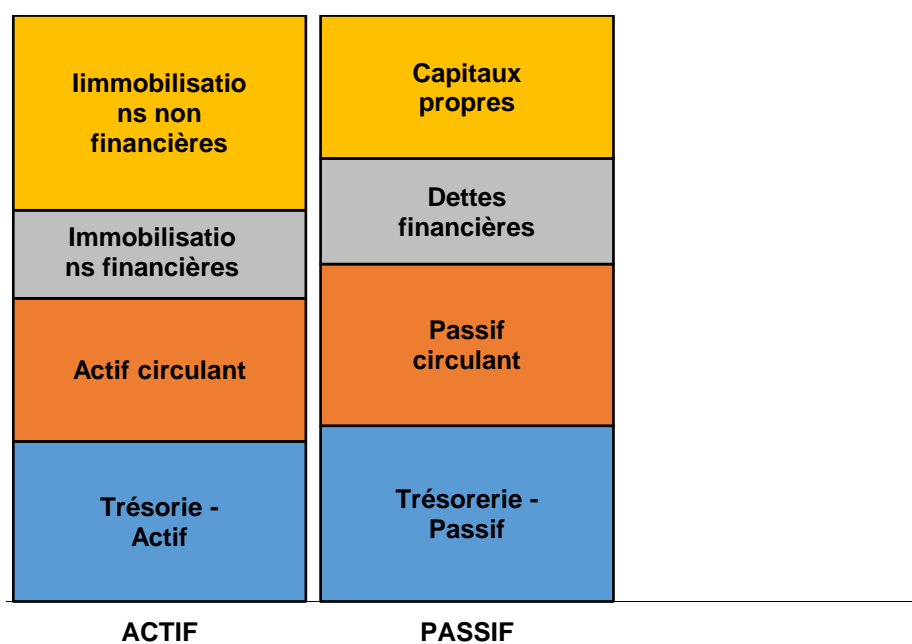 Iimmobilisatio
ns non
financières
Immobilisatio
ns financières
Actif circulant
Trésorie -
Actif
Capitaux
propres
Dettes
financières
Passif
circulant
Trésorerie -
Passif
ACTIF
PASSIF